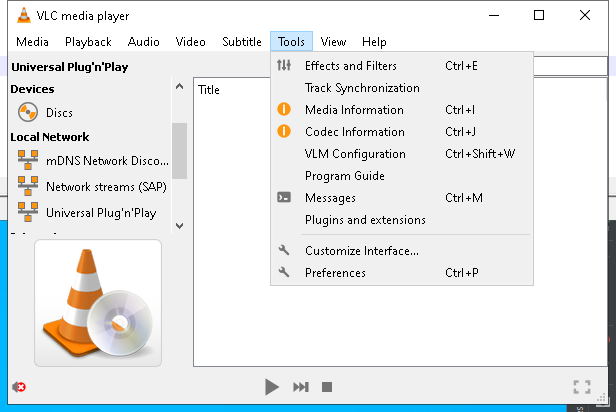 VLC media player
Media Playback Audio Video Subtitle Tools View Help
Universal Plug'n'Play
Devices
Discs
Local Network
mDNS Network Disco...
Network streams (SAP)
Universal Plug'n'Play
Title
Effects and Filters Ctrl+E
Track Synchronization
Media Information Ctrl+I
Codec Information Ctrl+J
VLM Configuration Ctrl+Shift+W
Program Guide
Messages Ctrl+M
Plugins and extensions
Customize Interface...
Preferences Ctrl+P